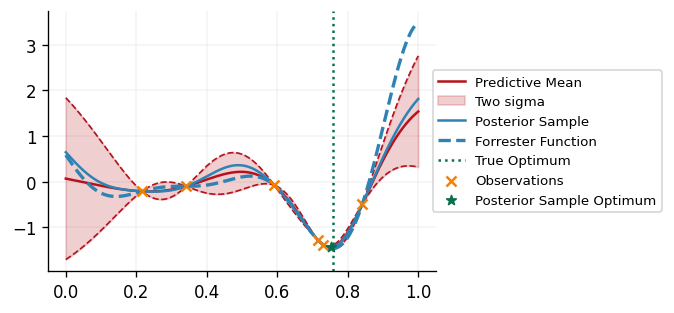 3
2
1
0
−1
0.0 0.2 0.4 0.6 0.8 1.0
Predictive Mean
Two sigma
Posterior Sample
Forrester Function
True Optimum
Observations
Posterior Sample Optimum